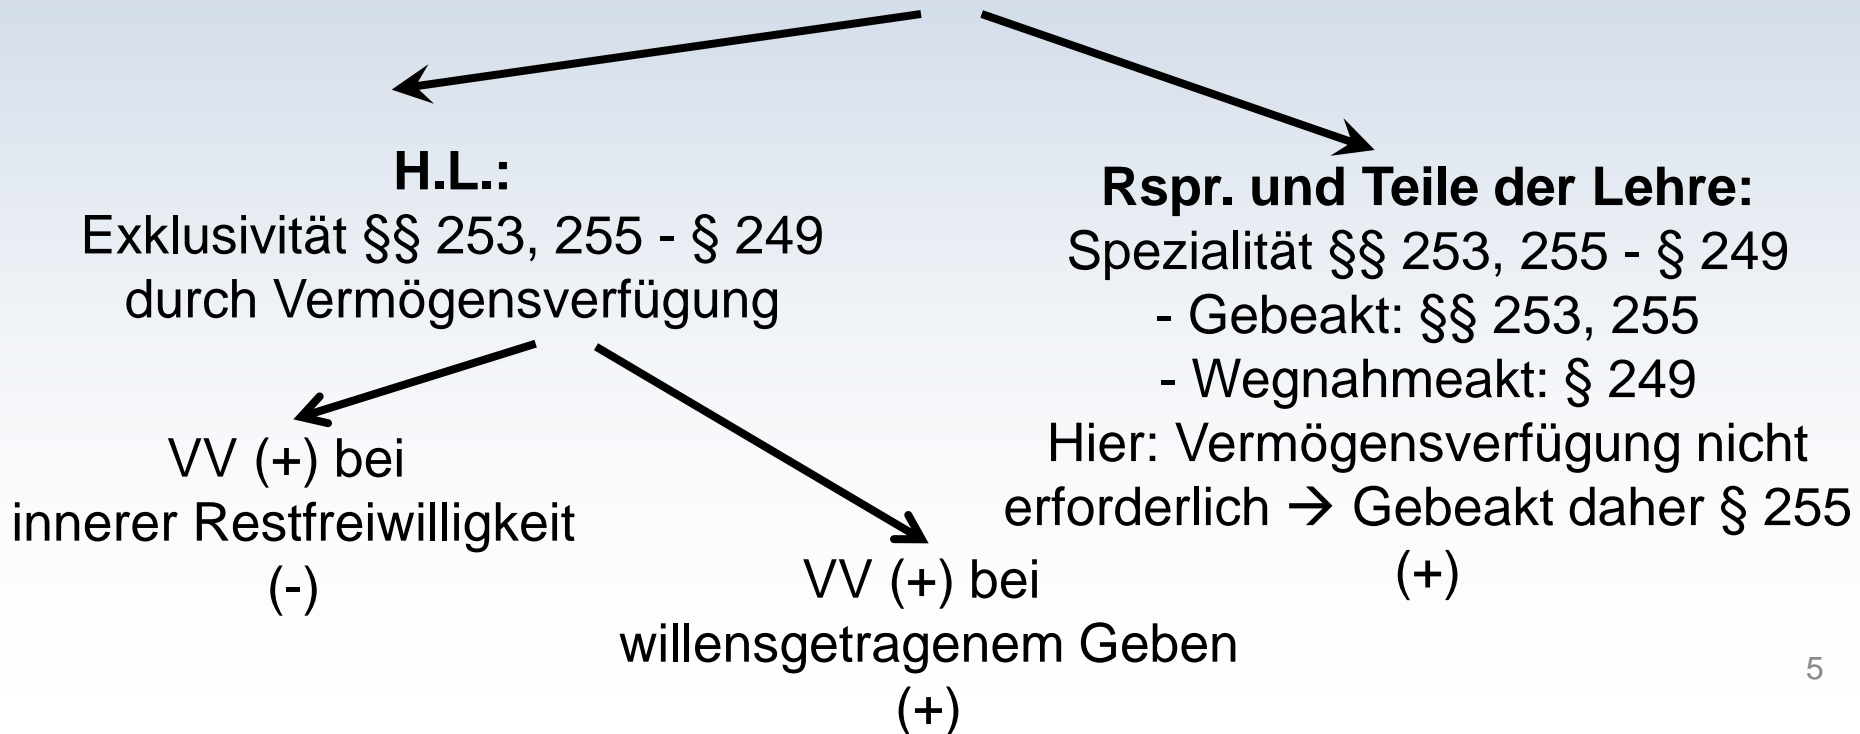 H.L.:
Exklusivität §§ 253, 255 - § 249
durch Vermögensverfügung
VV (+) bei
innerer Restfreiwilligkeit
(-)
VV (+) bei
willensgetragenem Geben
(+)
Rspr. und Teile der Lehre:
Spezialität §§ 253, 255 - § 249
- Gebeakt: §§ 253, 255
- Wegnahmeakt: § 249
Hier: Vermögensverfügung nicht
erforderlich → Gebeakt daher § 255
(+)
5